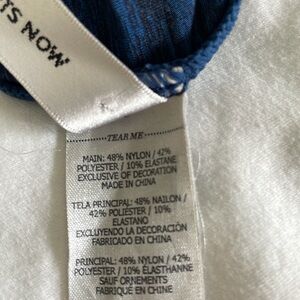 TS NOW
TEAR ME
MAIN: 48% NYLON / 42%
POLYESTER / 10% ELASTANE
EXCLUSIVE OF DECORATION
MADE IN CHINA
TELA PRINCIPAL: 48% NAILON /
42% POLIESTER / 10%
ELASTANO
EXCLUYENDO LA DECORACIÓN
FABRICADO EN CHINA
PRINCIPAL: 48% NYLON / 42%
POLYESTER / 10% ÉLASTHANNE
SAUF ORNEMENTS
FABRIQUÉ EN CHINE